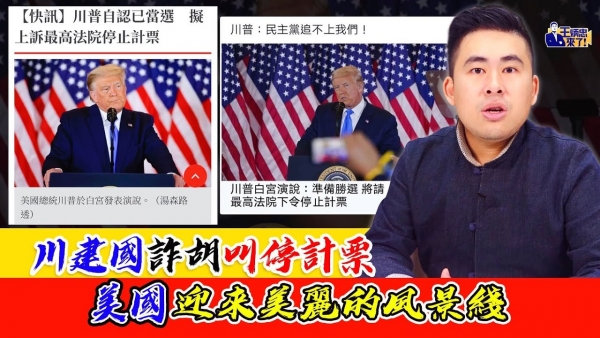 【快訊】川普自認已當選　擬
上訴最高法院停止計票
美國總統川普於白宮發表演說。（湯森路
透）
川普：民主黨追不上我們！
川普白宮演說：準備勝選 將請
最高法院下令停止計票
王炳忠
來了!
川建國詐胡叫停計票
美國迎來美麗的風景綫